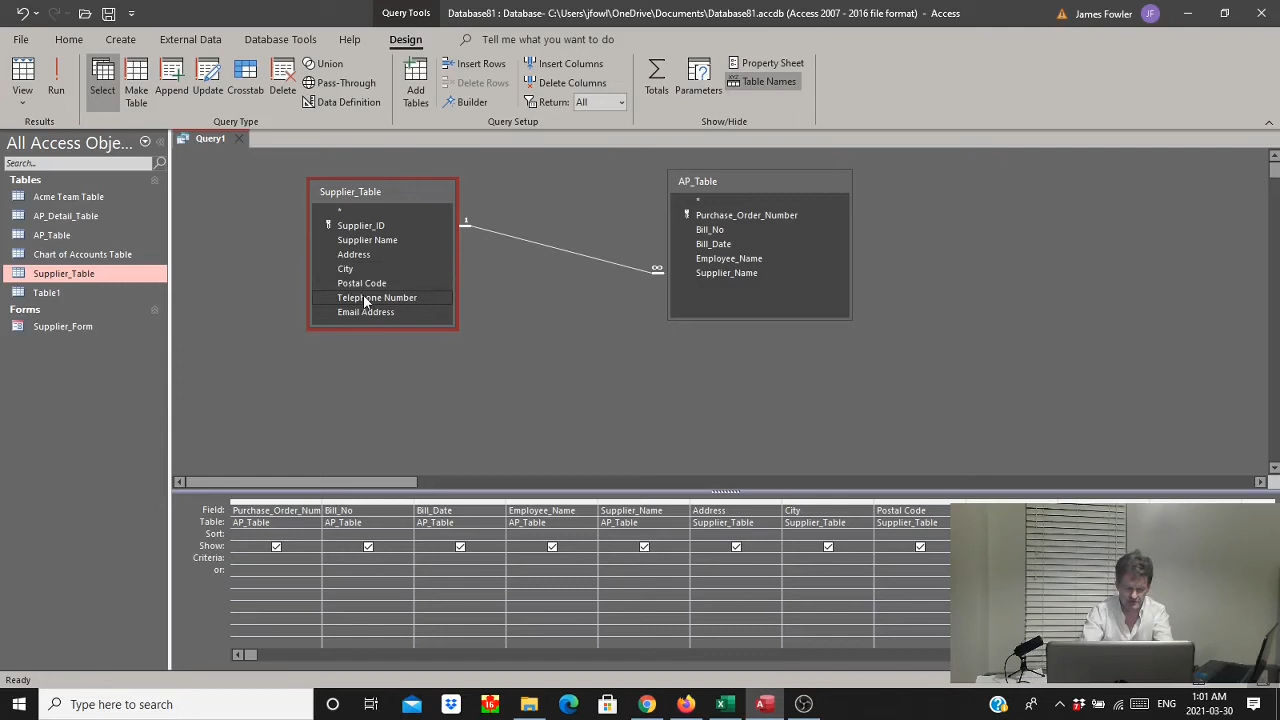 Query Tools
Database81 : Database- C:\Users\jfowl\OneDrive\Documents\Database81.accdb (Access 2007 - 2016 file format) - Access
James Fowler
JF
File
Home
Create
External Data
Database Tools
Help
Design
Tell me what you want to do
View
Run
Select
Make Table
Append
Update
Crosstab
Delete
Union
Pass-Through
Data Definition
Add Tables
Insert Rows
Delete Rows
Builder
Insert Columns
Delete Columns
Return: All
Totals
Parameters
Property Sheet
Table Names
Results
Query Type
Query Setup
Show/Hide
All Access Obje...
Search...
Tables
Acme Team Table
AP_Detail_Table
AP_Table
Chart of Accounts Table
Supplier_Table
Table1
Forms
Supplier_Form
Query1
Supplier_Table
*
Supplier_ID
Supplier Name
Address
City
Postal Code
Telephone Number
Email Address
1
∞
AP_Table
*
Purchase_Order_Number
Bill_No
Bill_Date
Employee_Name
Supplier_Name
Field: Purchase_Order_Num Bill_No Bill_Date Employee_Name Supplier_Name Address City Postal Code
Table: AP_Table AP_Table AP_Table AP_Table AP_Table Supplier_Table Supplier_Table Supplier_Table
Sort:
Show:
Criteria:
or:
Ready
Type here to search
16
ENG
1:01 AM
2021-03-30